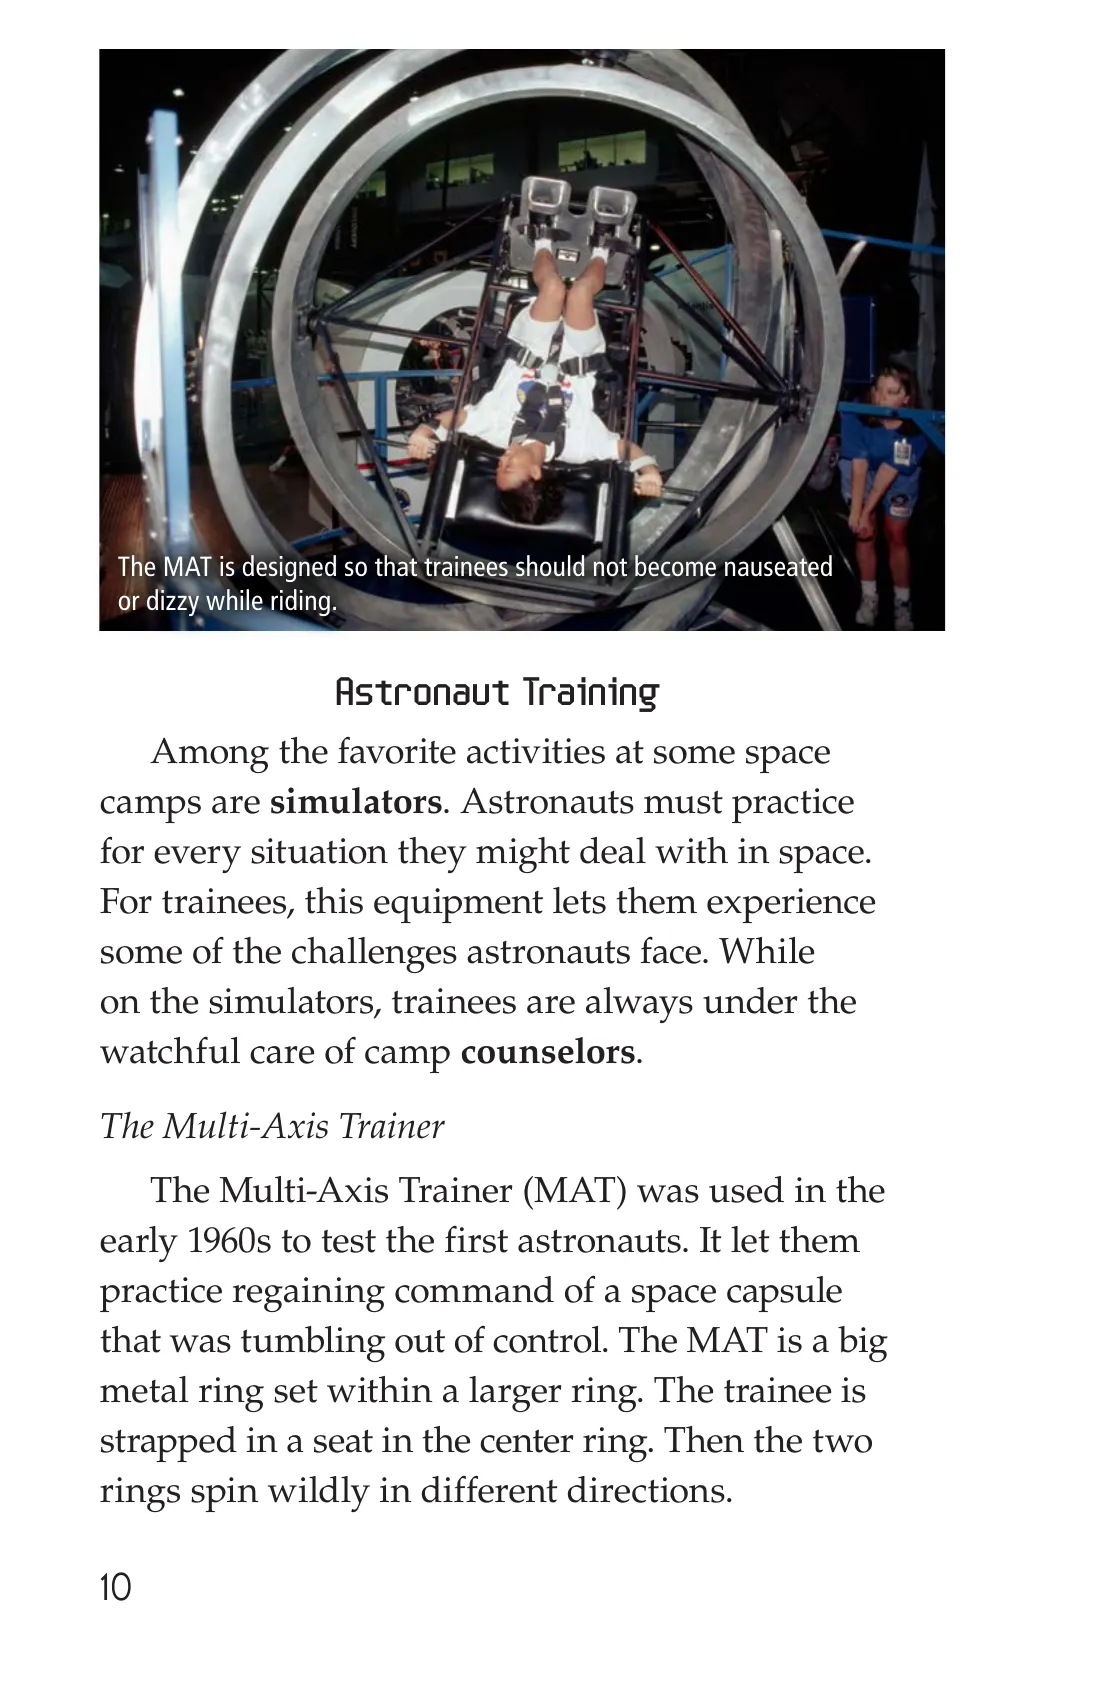 The MAT is designed so that trainees should not become nauseated
or dizzy while riding.
Astronaut Training
Among the favorite activities at some space
camps are simulators. Astronauts must practice
for every situation they might deal with in space.
For trainees, this equipment lets them experience
some of the challenges astronauts face. While
on the simulators, trainees are always under the
watchful care of camp counselors.
The Multi-Axis Trainer
The Multi-Axis Trainer (MAT) was used in the
early 1960s to test the first astronauts. It let them
practice regaining command of a space capsule
that was tumbling out of control. The MAT is a big
metal ring set within a larger ring. The trainee is
strapped in a seat in the center ring. Then the two
rings spin wildly in different directions.
10